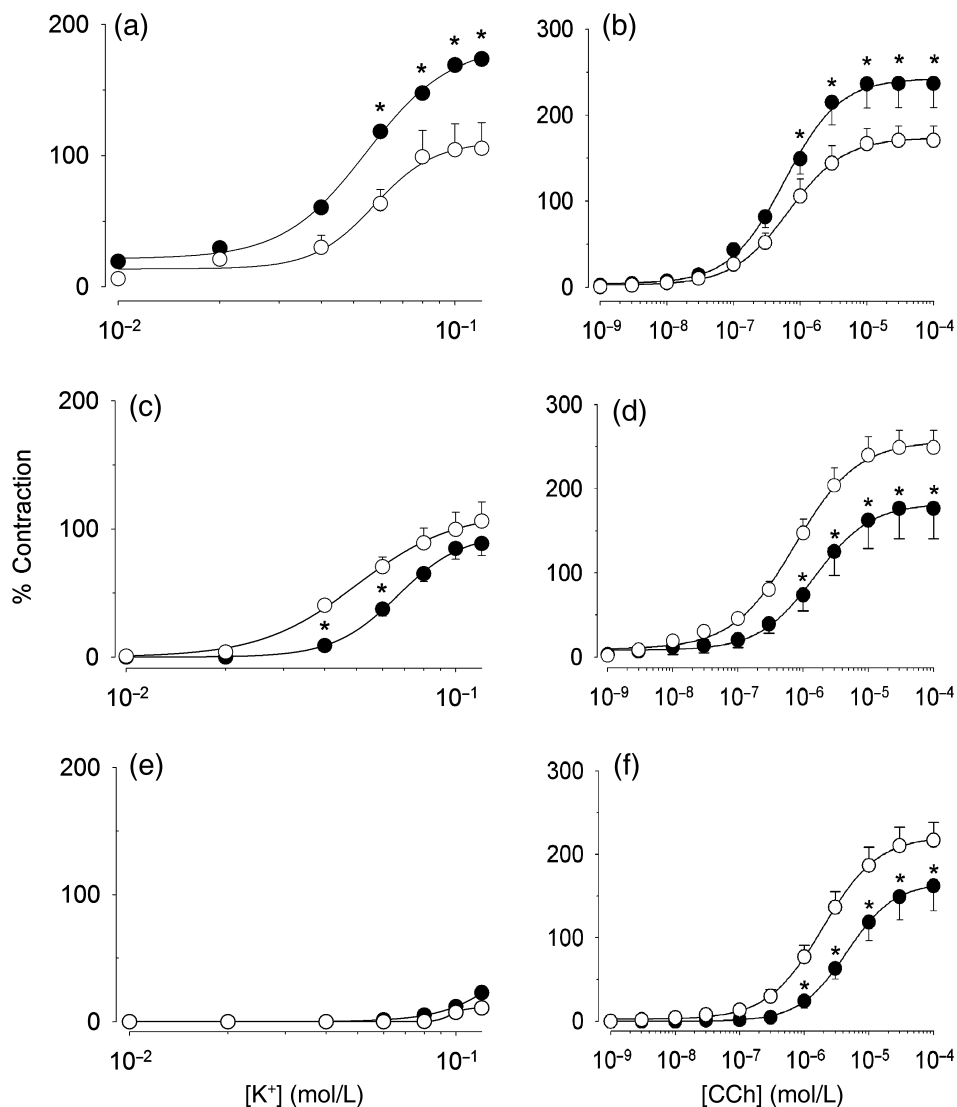 (a)
200
100
0
* * * * *
10⁻² 10⁻¹
(b)
300
200
100
0
* * * * *
10⁻⁹ 10⁻⁸ 10⁻⁷ 10⁻⁶ 10⁻⁵ 10⁻⁴
% Contraction
(c)
200
100
0
* *
10⁻² 10⁻¹
(d)
300
200
100
0
* * * * *
10⁻⁹ 10⁻⁸ 10⁻⁷ 10⁻⁶ 10⁻⁵ 10⁻⁴
(e)
200
100
0
10⁻² 10⁻¹
[K⁺] (mol/L)
(f)
300
200
100
0
* * * * *
10⁻⁹ 10⁻⁸ 10⁻⁷ 10⁻⁶ 10⁻⁵ 10⁻⁴
[CCh] (mol/L)